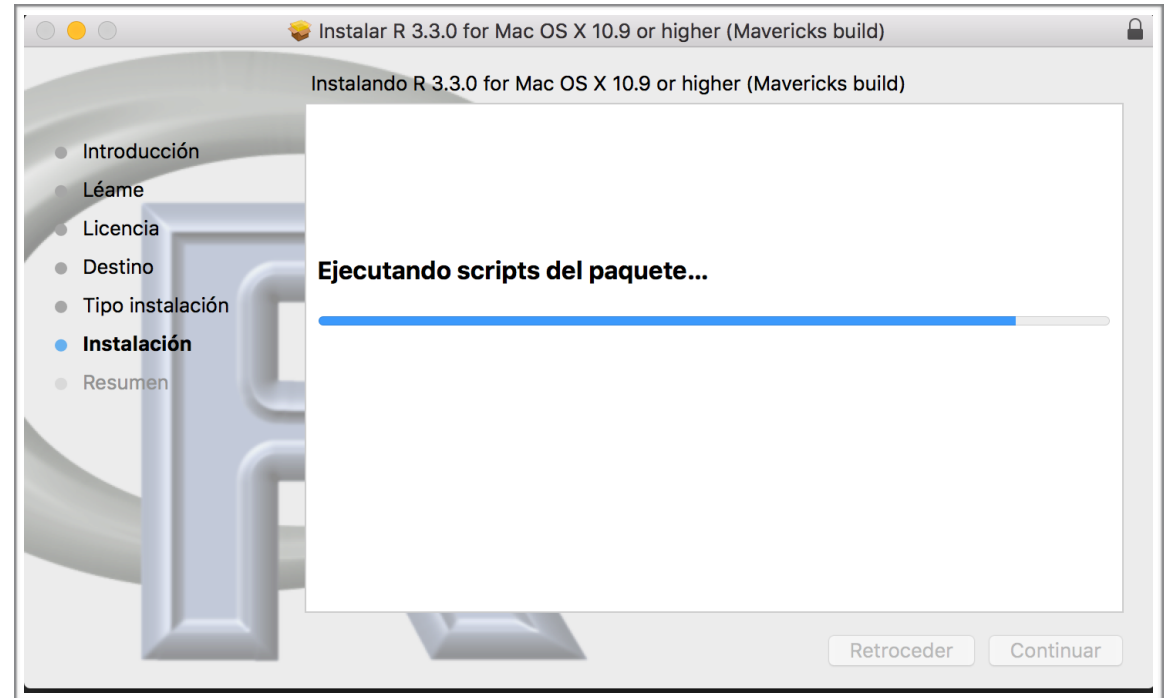 Instalar R 3.3.0 for Mac OS X 10.9 or higher (Mavericks build)
Instalando R 3.3.0 for Mac OS X 10.9 or higher (Mavericks build)
Introducción
Léame
Licencia
Destino
Tipo instalación
Instalación
Resumen
Ejecutando scripts del paquete...
Retroceder
Continuar